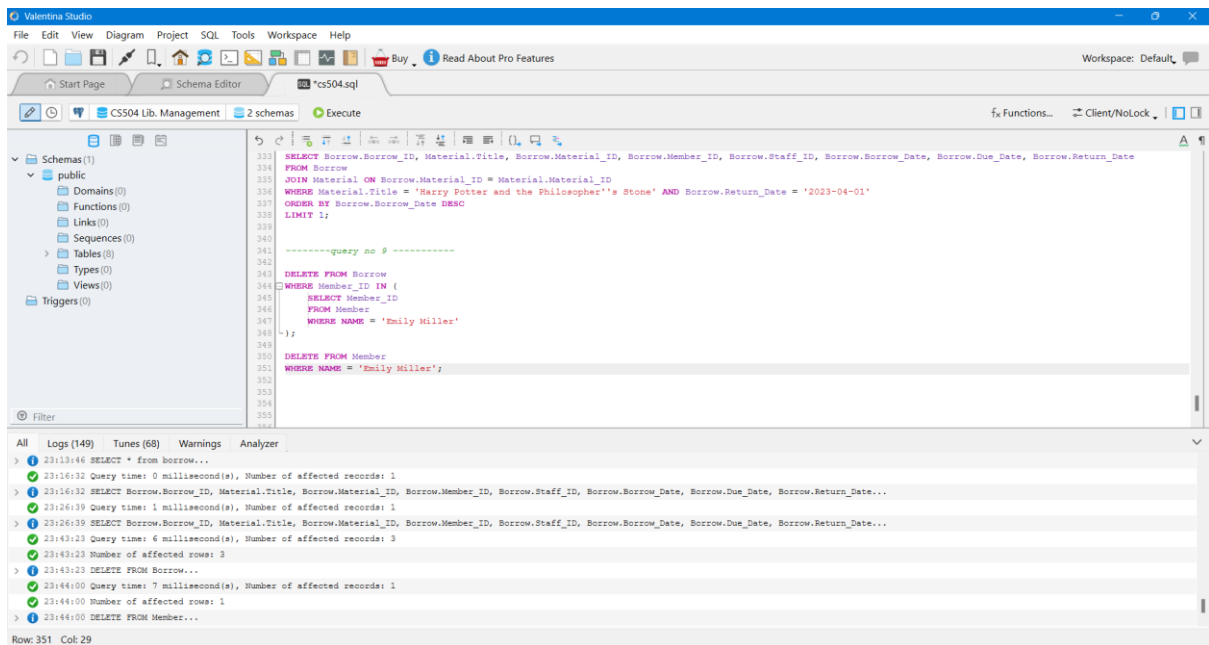 Valentina Studio
File Edit View Diagram Project SQL Tools Workspace Help
Buy Read About Pro Features Workspace: Default
Start Page Schema Editor SQL *cs504.sql
CS504 Lib. Management 2 schemas Execute fx Functions... Client/NoLock
Schemas (1)
public
Domains (0)
Functions (0)
Links (0)
Sequences (0)
Tables (8)
Types (0)
Views (0)
Triggers (0)
Filter
333 SELECT Borrow.Borrow_ID, Material.Title, Borrow.Material_ID, Borrow.Member_ID, Borrow.Staff_ID, Borrow.Borrow_Date, Borrow.Due_Date, Borrow.Return_Date
334 FROM Borrow
335 JOIN Material ON Borrow.Material_ID = Material.Material_ID
336 WHERE Material.Title = 'Harry Potter and the Philosopher''s Stone' AND Borrow.Return_Date = '2023-04-01'
337 ORDER BY Borrow.Borrow_Date DESC
338 LIMIT 1;
339
340
341 --------query no 9 -----------
342
343 DELETE FROM Borrow
344 WHERE Member_ID IN (
345 SELECT Member_ID
346 FROM Member
347 WHERE NAME = 'Emily Miller'
348 );
349
350 DELETE FROM Member
351 WHERE NAME = 'Emily Miller';
352
353
354
355
All Logs (149) Tunes (68) Warnings Analyzer
23:13:46 SELECT * from borrow...
23:16:32 Query time: 0 millisecond(s), Number of affected records: 1
23:16:32 SELECT Borrow.Borrow_ID, Material.Title, Borrow.Material_ID, Borrow.Member_ID, Borrow.Staff_ID, Borrow.Borrow_Date, Borrow.Due_Date, Borrow.Return_Date...
23:26:39 Query time: 1 millisecond(s), Number of affected records: 1
23:26:39 SELECT Borrow.Borrow_ID, Material.Title, Borrow.Material_ID, Borrow.Member_ID, Borrow.Staff_ID, Borrow.Borrow_Date, Borrow.Due_Date, Borrow.Return_Date...
23:43:23 Query time: 6 millisecond(s), Number of affected records: 3
23:43:23 Number of affected rows: 3
23:43:23 DELETE FROM Borrow...
23:44:00 Query time: 7 millisecond(s), Number of affected records: 1
23:44:00 Number of affected rows: 1
23:44:00 DELETE FROM Member...
Row: 351 Col: 29